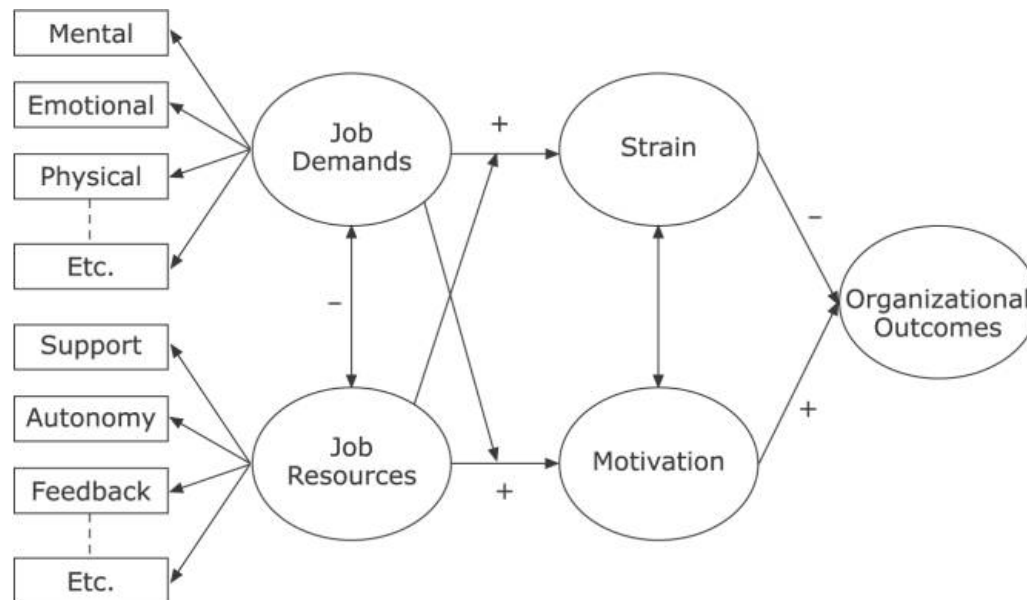 Mental
Emotional
Physical
Etc.
Support
Autonomy
Feedback
Etc.
Job
Demands
Job
Resources
+
–
+
Strain
Motivation
–
+
Organizational
Outcomes